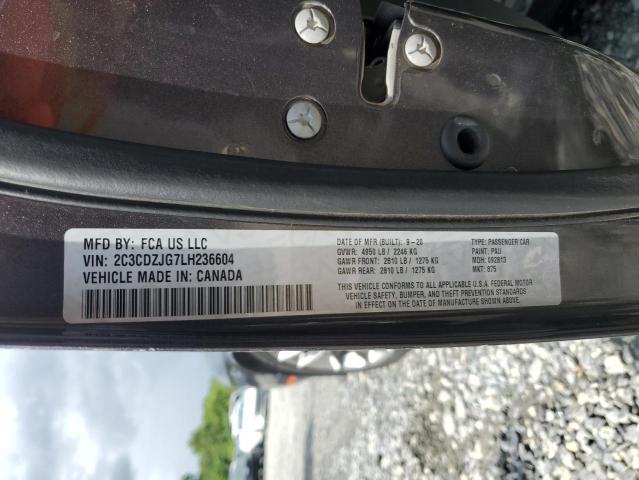 MFD BY: FCA US LLC
VIN: 2C3CDZJG7LH236604
VEHICLE MADE IN: CANADA
DATE OF MFR (BUILT): 9-20
GVWR: 4950 LB / 2246 KG
GAWR FRONT: 2810 LB / 1275 KG
GAWR REAR: 2810 LB / 1275 KG
TYPE: PASSENGER CAR
PAINT: PAU
MDH: 092813
MNT: 875
THIS VEHICLE CONFORMS TO ALL APPLICABLE U.S.A. FEDERAL MOTOR
VEHICLE SAFETY, BUMPER, AND THEFT PREVENTION STANDARDS
IN EFFECT ON THE DATE OF MANUFACTURE SHOWN ABOVE.